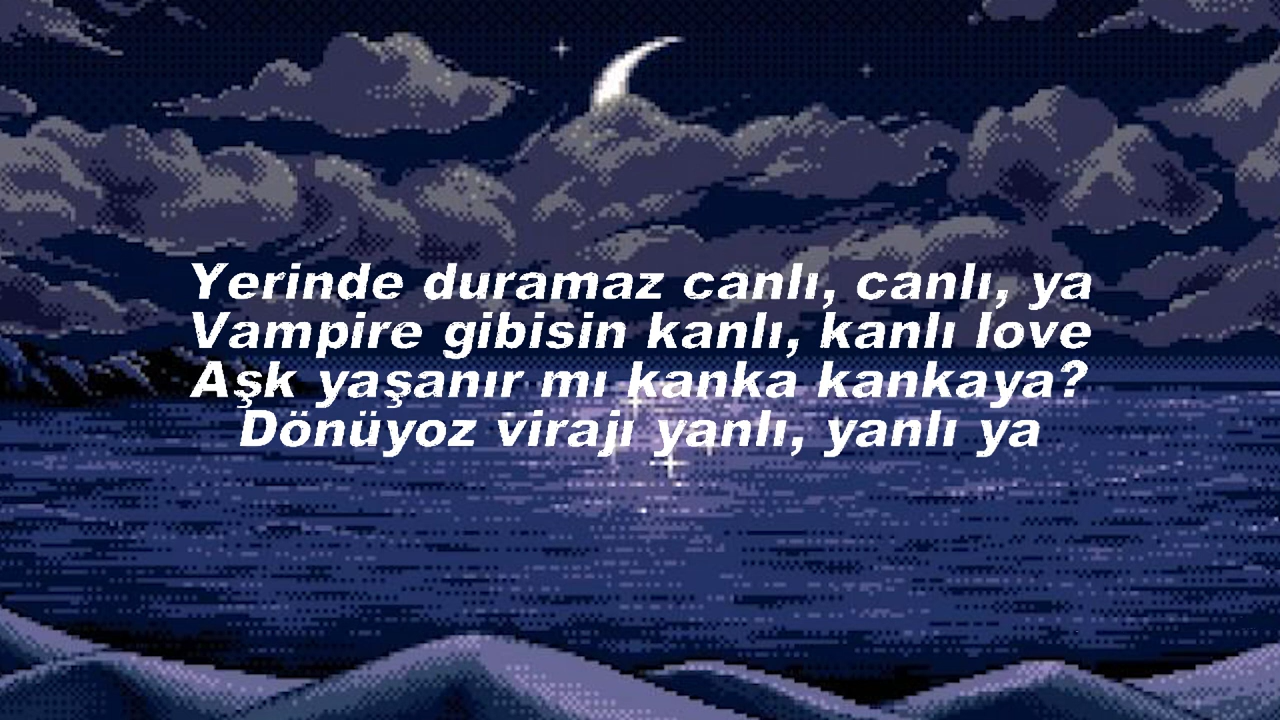 Yerinde duramaz canlı, canlı, ya
Vampire gibisin kanlı, kanlı love
Aşk yaşanır mı kanka kankaya?
Dönüyoz virajı yanlı, yanlı ya